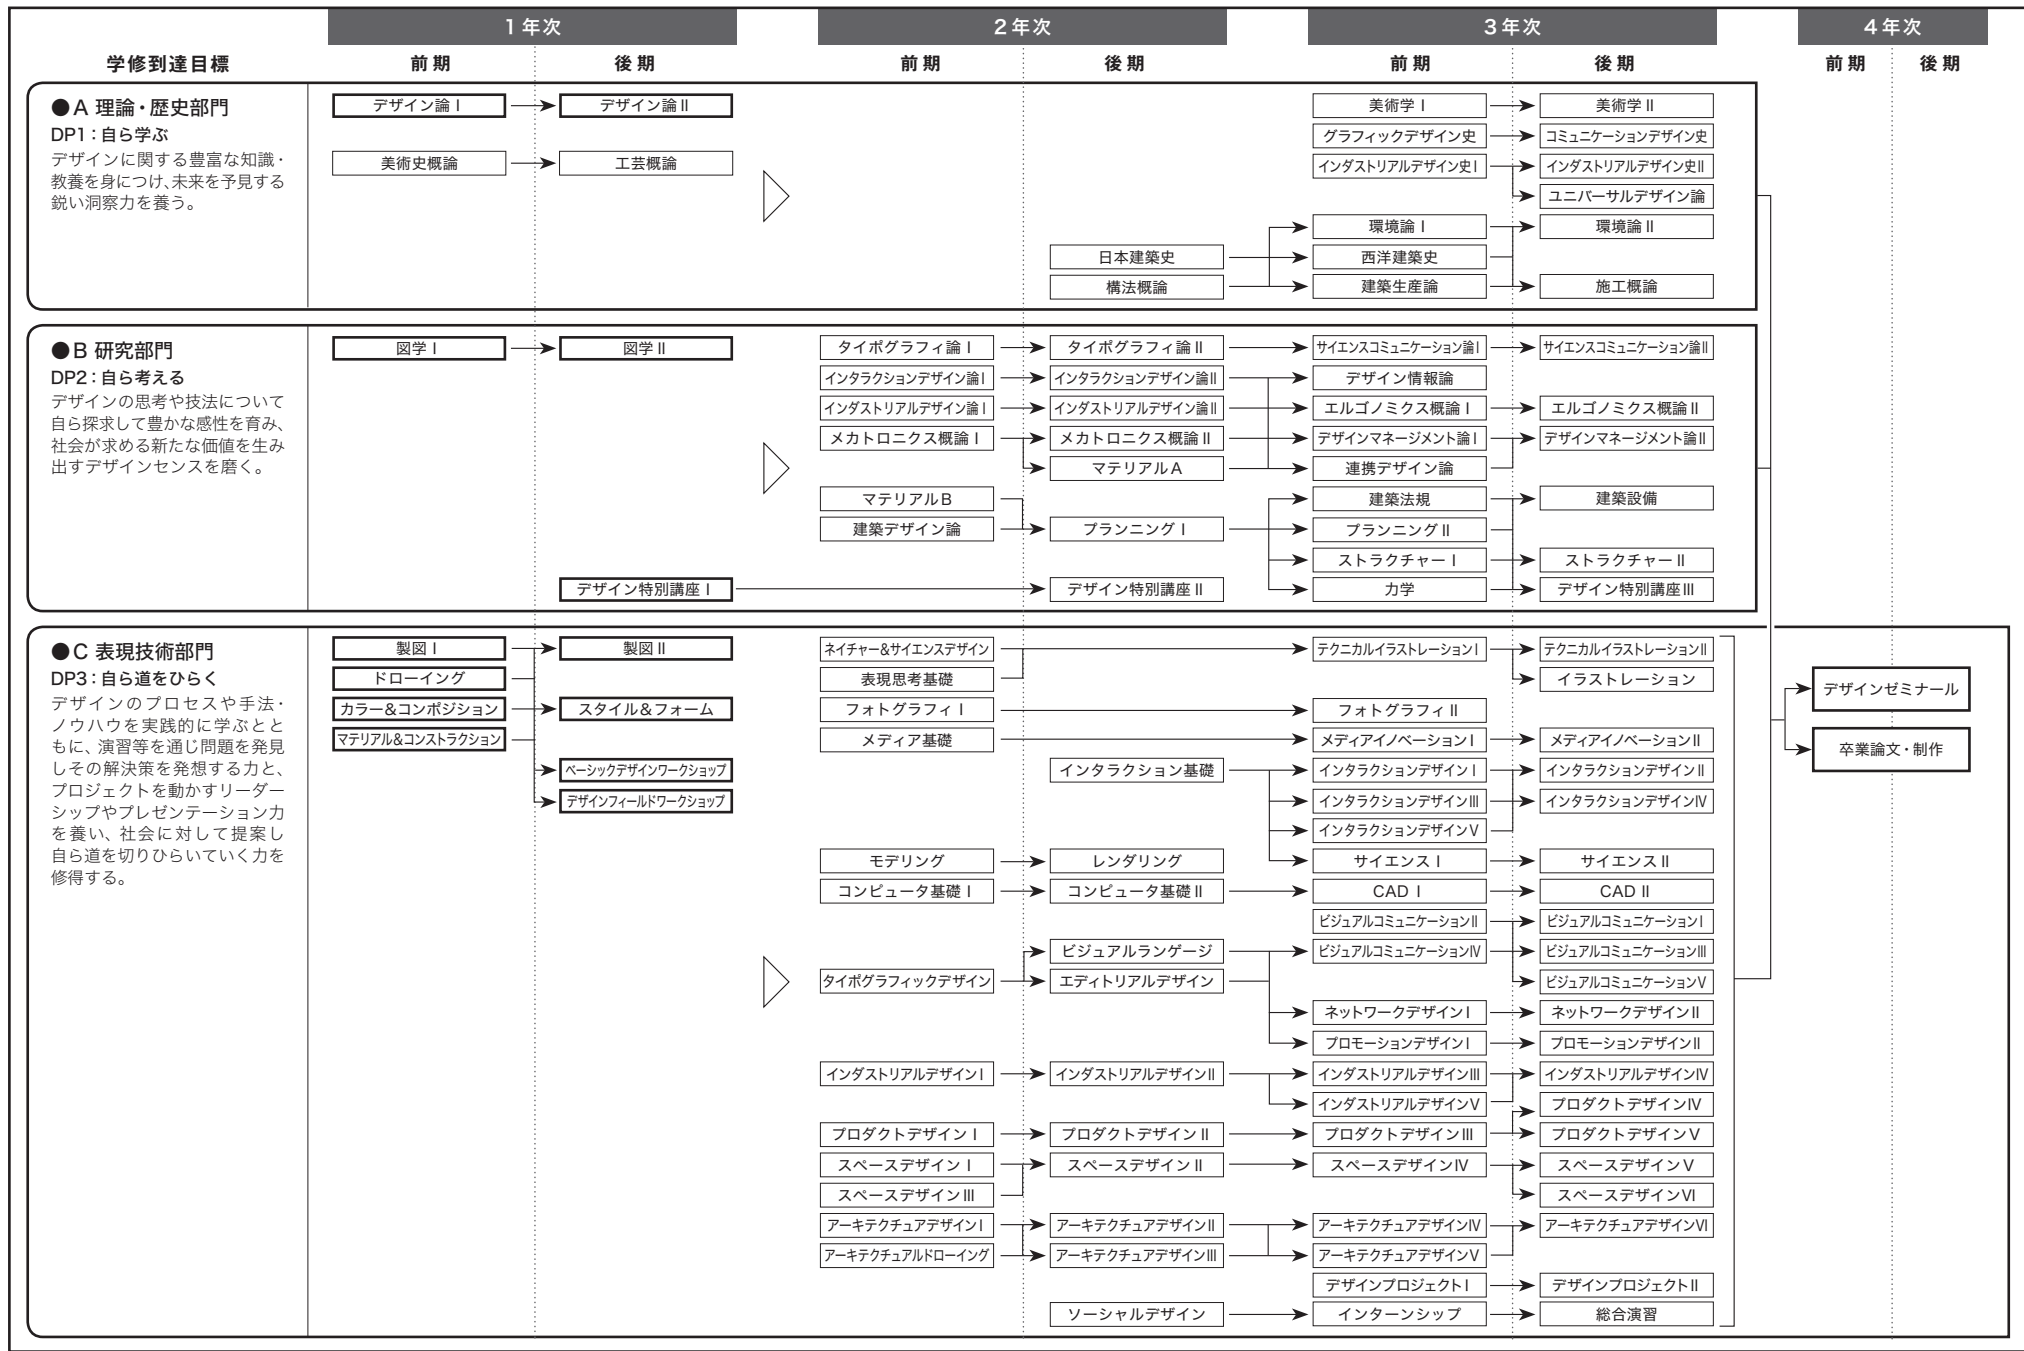 1年次 2年次 3年次 4年次
学修到達目標 前期 後期 前期 後期 前期 後期 前期 後期
●A 理論・歴史部門
DP1：自ら学ぶ
デザインに関する豊富な知識・
教養を身につけ、未来を予見する
鋭い洞察力を養う。
デザイン論Ⅰ デザイン論Ⅱ 美術学Ⅰ 美術学Ⅱ
グラフィックデザイン史 コミュニケーションデザイン史
美術史概論 工芸概論 インダストリアルデザイン史Ⅰ インダストリアルデザイン史Ⅱ
ユニバーサルデザイン論
環境論Ⅰ 環境論Ⅱ
日本建築史 西洋建築史
構法概論 建築生産論 施工概論
●B 研究部門
DP2：自ら考える
デザインの思考や技法について
自ら探求して豊かな感性を育み、
社会が求める新たな価値を生み
出すデザインセンスを磨く。
図学Ⅰ 図学Ⅱ タイポグラフィ論Ⅰ タイポグラフィ論Ⅱ サイエンスコミュニケーション論Ⅰ サイエンスコミュニケーション論Ⅱ
インタラクションデザイン論Ⅰ インタラクションデザイン論Ⅱ デザイン情報論
インダストリアルデザイン論Ⅰ インダストリアルデザイン論Ⅱ エルゴノミクス概論Ⅰ エルゴノミクス概論Ⅱ
メカトロニクス概論Ⅰ メカトロニクス概論Ⅱ デザインマネージメント論Ⅰ デザインマネージメント論Ⅱ
マテリアルA 連携デザイン論
マテリアルB 建築法規 建築設備
建築デザイン論 プランニングⅠ プランニングⅡ
ストラクチャーⅠ ストラクチャーⅡ
デザイン特別講座Ⅰ デザイン特別講座Ⅱ 力学 デザイン特別講座Ⅲ
●C 表現技術部門
DP3：自ら道をひらく
デザインのプロセスや手法・
ノウハウを実践的に学ぶとと
もに、演習等を通じ問題を発見
しその解決策を発想する力と、
プロジェクトを動かすリーダー
シップやプレゼンテーション力
を養い、社会に対して提案し
自ら道を切りひらいていく力を
修得する。
製図Ⅰ 製図Ⅱ ネイチャー&サイエンスデザイン テクニカルイラストレーションⅠ テクニカルイラストレーションⅡ
ドローイング 表現思考基礎 イラストレーション
カラー&コンポジション スタイル&フォーム フォトグラフィⅠ フォトグラフィⅡ
マテリアル&コンストラクション メディア基礎 メディアイノベーションⅠ メディアイノベーションⅡ
ベーシックデザインワークショップ インタラクション基礎 インタラクションデザインⅠ インタラクションデザインⅡ
デザインフィールドワークショップ インタラクションデザインⅢ インタラクションデザインⅣ
インタラクションデザインⅤ
モデリング レンダリング サイエンスⅠ サイエンスⅡ
コンピュータ基礎Ⅰ コンピュータ基礎Ⅱ CADⅠ CADⅡ
ビジュアルコミュニケーションⅡ ビジュアルコミュニケーションⅠ
ビジュアルランゲージ ビジュアルコミュニケーションⅣ ビジュアルコミュニケーションⅢ
タイポグラフィックデザイン エディトリアルデザイン ビジュアルコミュニケーションⅤ
ネットワークデザインⅠ ネットワークデザインⅡ
プロモーションデザインⅠ プロモーションデザインⅡ
インダストリアルデザインⅠ インダストリアルデザインⅡ インダストリアルデザインⅢ インダストリアルデザインⅣ
インダストリアルデザインⅤ プロダクトデザインⅣ
プロダクトデザインⅠ プロダクトデザインⅡ プロダクトデザインⅢ プロダクトデザインⅤ
スペースデザインⅠ スペースデザインⅡ スペースデザインⅣ スペースデザインⅤ
スペースデザインⅢ スペースデザインⅥ
アーキテクチュアデザインⅠ アーキテクチュアデザインⅡ アーキテクチュアデザインⅣ アーキテクチュアデザインⅥ
アーキテクチュアルドローイング アーキテクチュアデザインⅢ アーキテクチュアデザインⅤ
デザインプロジェクトⅠ デザインプロジェクトⅡ
ソーシャルデザイン インターンシップ 総合演習
デザインゼミナール
卒業論文・制作